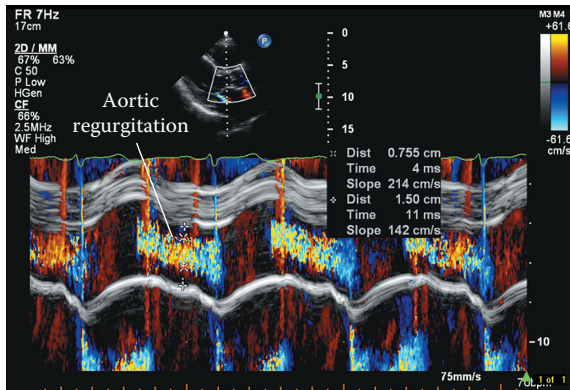 FR 7Hz
17cm
2D / MM
67% 63%
C 50
P Low
HGen
CF
66%
2.5MHz
WF High
Med
P
0
5
10
15
M3 M4
+61.6
-61.6
cm/s
Aortic
regurgitation
Dist 0.755 cm
Time 4 ms
Slope 214 cm/s
Dist 1.50 cm
Time 11 ms
Slope 142 cm/s
10
75mm/s
1 of 1